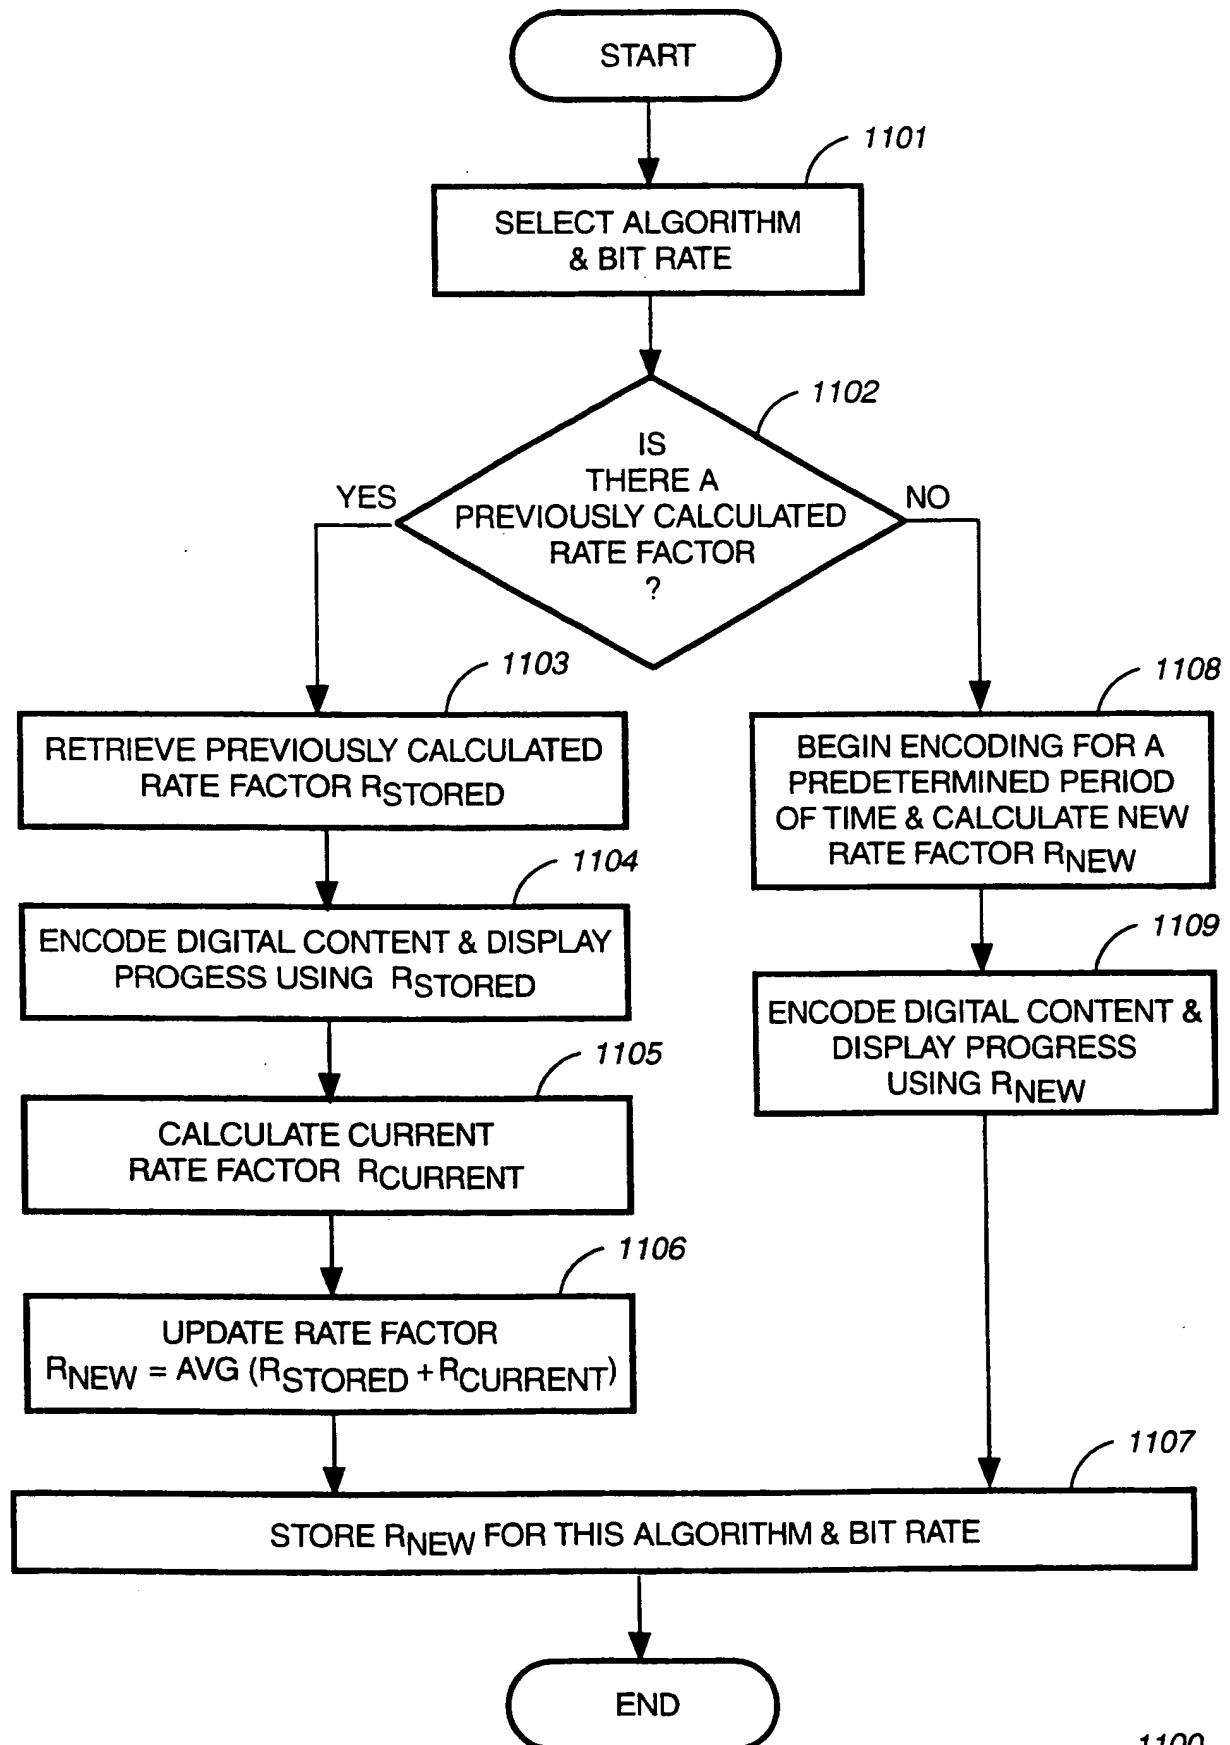 START
1101
SELECT ALGORITHM
& BIT RATE
1102
IS
THERE A
PREVIOUSLY CALCULATED
RATE FACTOR
?
YES
NO
1103
RETRIEVE PREVIOUSLY CALCULATED
RATE FACTOR RSTORED
1104
ENCODE DIGITAL CONTENT & DISPLAY
PROGESS USING RSTORED
1105
CALCULATE CURRENT
RATE FACTOR RCURRENT
1106
UPDATE RATE FACTOR
RNEW = AVG (RSTORED + RCURRENT)
1108
BEGIN ENCODING FOR A
PREDETERMINED PERIOD
OF TIME & CALCULATE NEW
RATE FACTOR RNEW
1109
ENCODE DIGITAL CONTENT &
DISPLAY PROGRESS
USING RNEW
1107
STORE RNEW FOR THIS ALGORITHM & BIT RATE
END
1100